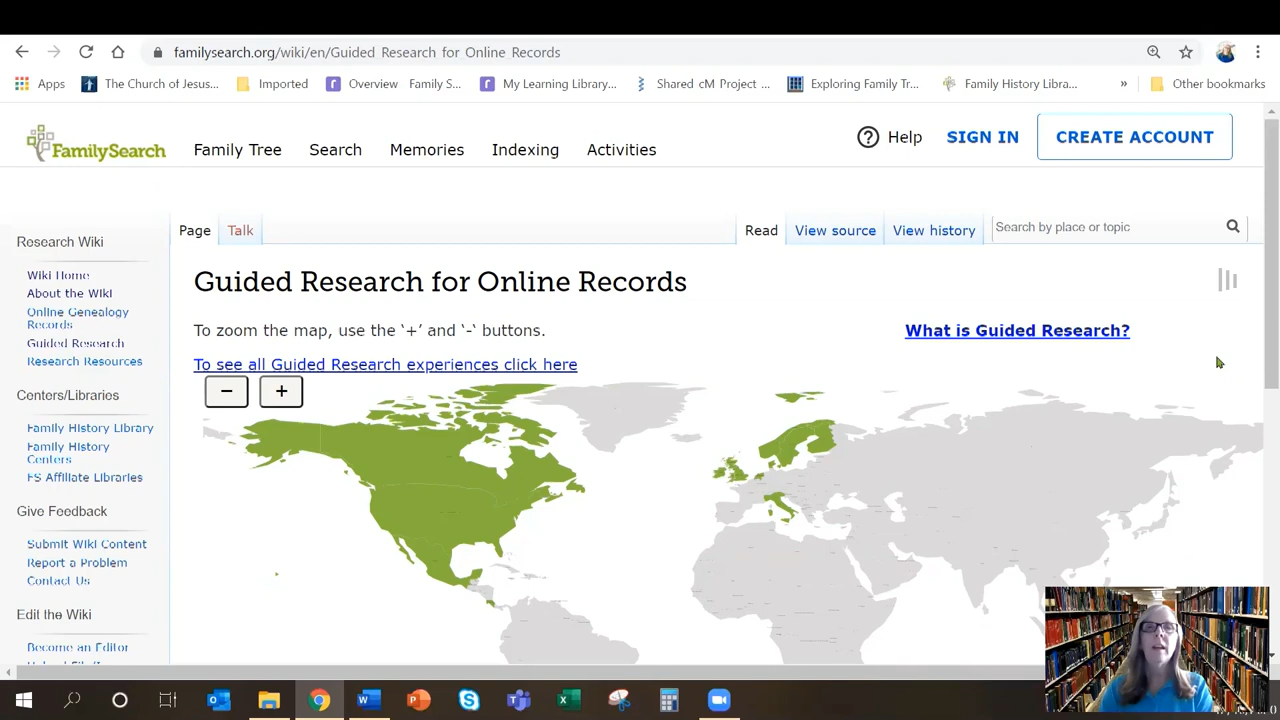 familysearch.org/wiki/en/Guided_Research_for_Online_Records
Apps
The Church of Jesus...
Imported
Overview _ Family S...
My Learning Library...
Shared cM Project ...
Exploring Family Tr...
Family History Libra...
»
Other bookmarks
FamilySearch
Family Tree
Search
Memories
Indexing
Activities
? Help
SIGN IN
CREATE ACCOUNT
Research Wiki
Wiki Home
About the Wiki
Online Genealogy
Records
Guided Research
Research Resources
Centers/Libraries
Family History Library
Family History
Centers
FS Affiliate Libraries
Give Feedback
Submit Wiki Content
Report a Problem
Contact Us
Edit the Wiki
Become an Editor
Page
Talk
Read
View source
View history
Search by place or topic
Guided Research for Online Records
To zoom the map, use the ‘+’ and ‘-‘ buttons.
What is Guided Research?
To see all Guided Research experiences click here
−
+